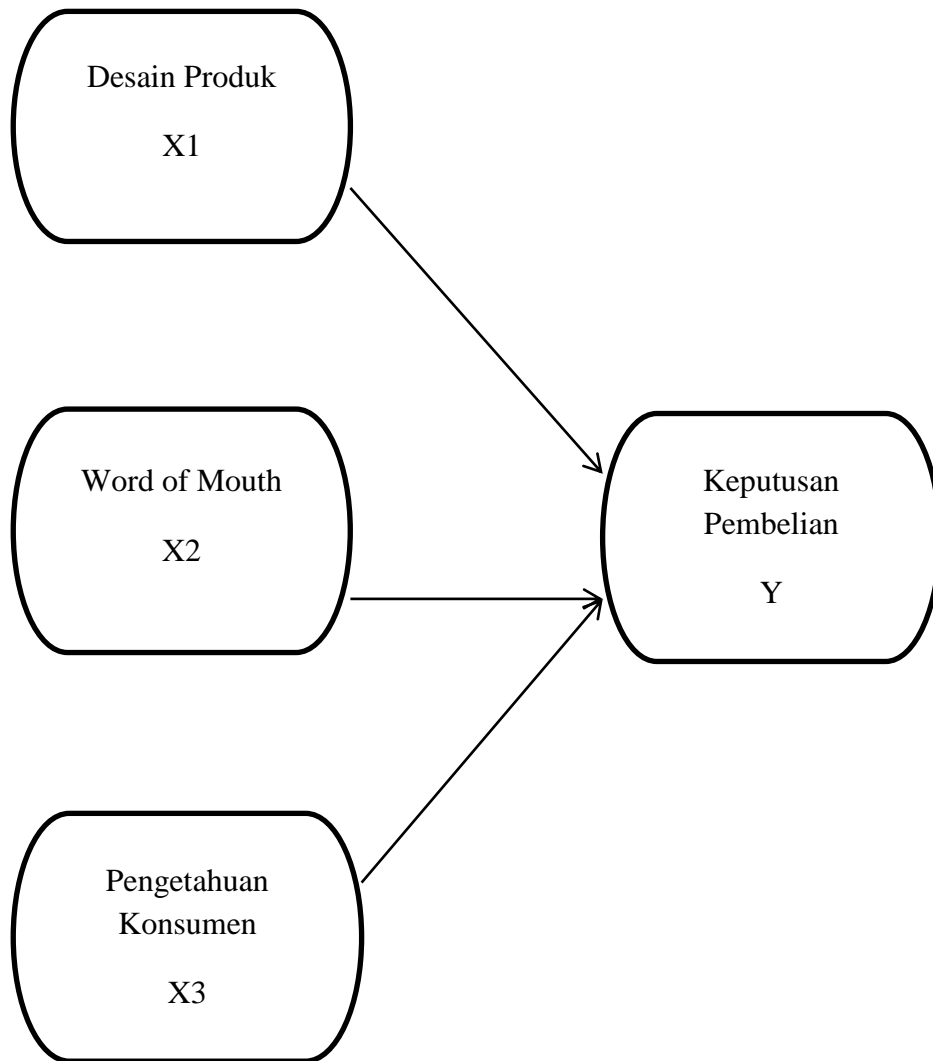 Desain Produk
X1
Word of Mouth
X2
Keputusan
Pembelian
Y
Pengetahuan
Konsumen
X3